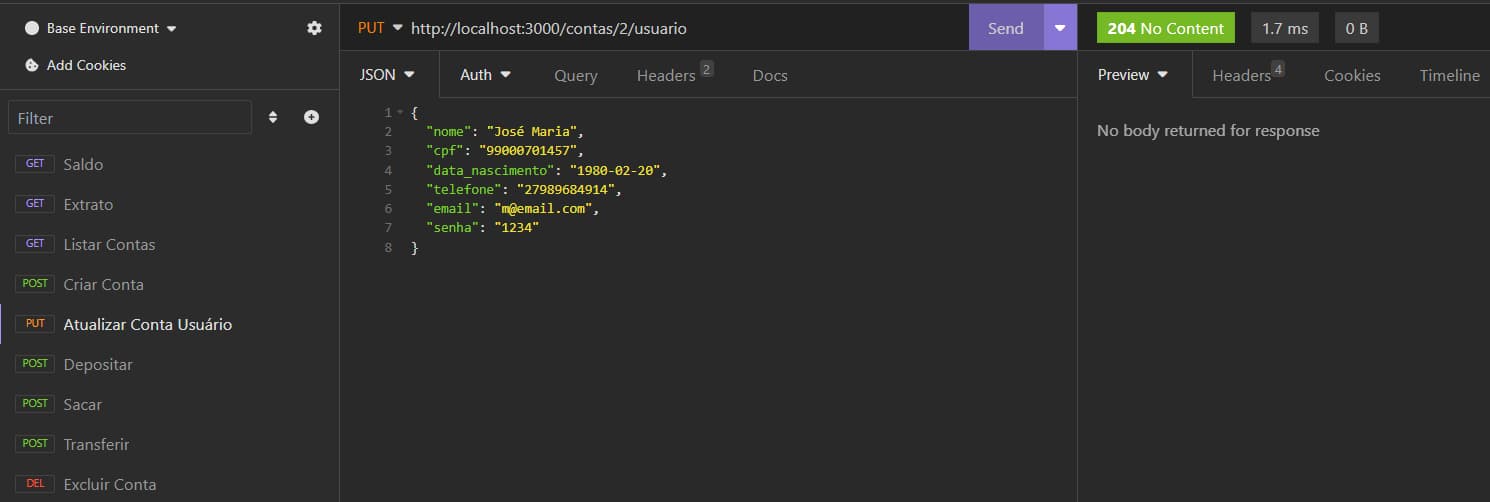 Base Environment
Add Cookies
Filter
GET Saldo
GET Extrato
GET Listar Contas
POST Criar Conta
PUT Atualizar Conta Usuário
POST Depositar
POST Sacar
POST Transferir
DEL Excluir Conta
PUT http://localhost:3000/contas/2/usuario Send
JSON Auth Query Headers 2 Docs
1 {
2 "nome": "José Maria",
3 "cpf": "99000701457",
4 "data_nascimento": "1980-02-20",
5 "telefone": "27989684914",
6 "email": "m@email.com",
7 "senha": "1234"
8 }
204 No Content 1.7 ms 0 B
Preview Headers 4 Cookies Timeline
No body returned for response